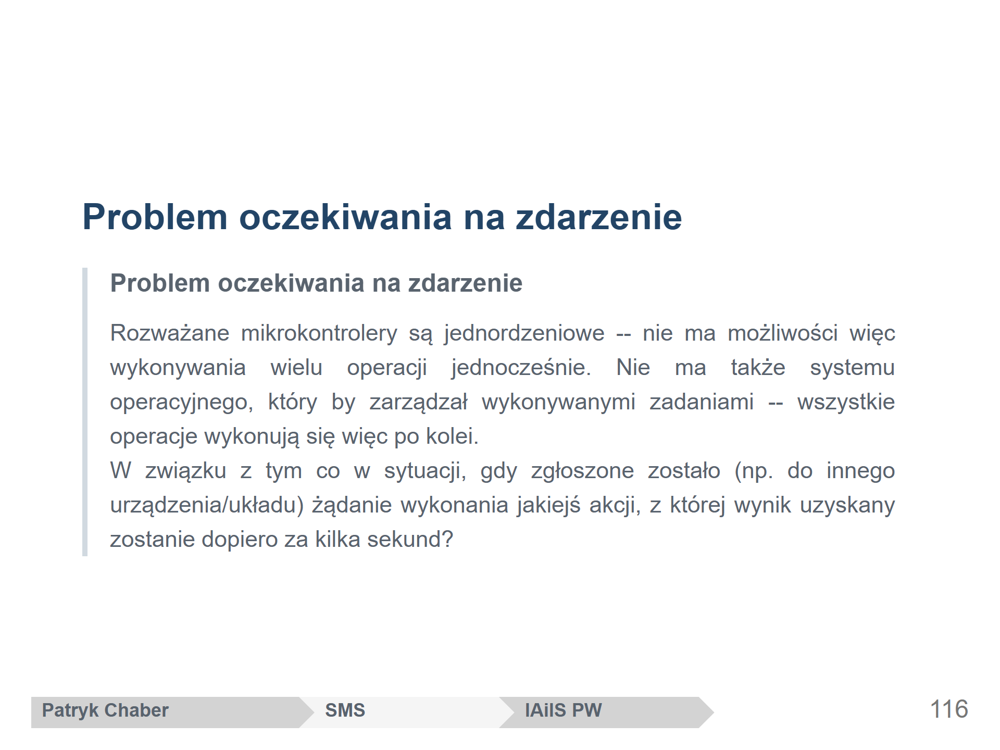 Problem oczekiwania na zdarzenie
Problem oczekiwania na zdarzenie
Rozważane mikrokontrolery są jednordzeniowe -- nie ma możliwości więc
wykonywania wielu operacji jednocześnie. Nie ma także systemu
operacyjnego, który by zarządzał wykonywanymi zadaniami -- wszystkie
operacje wykonują się więc po kolei.
W związku z tym co w sytuacji, gdy zgłoszone zostało (np. do innego
urządzenia/układu) żądanie wykonania jakiejś akcji, z której wynik uzyskany
zostanie dopiero za kilka sekund?
Patryk Chaber
SMS
IAiIS PW
116